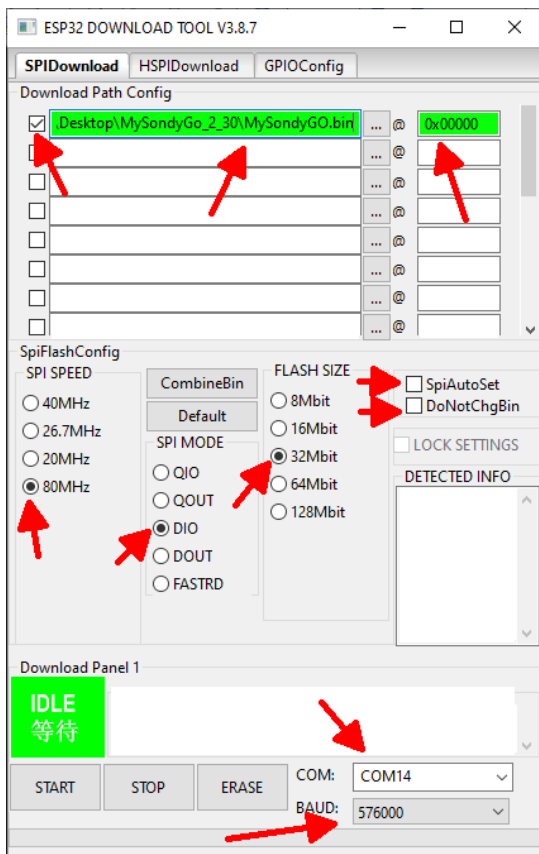 ESP32 DOWNLOAD TOOL V3.8.7
SPIDownload HSPIDownload GPIOConfig
Download Path Config
.Desktop\MySondyGo_2_30\MySondyGO.bin ... @ 0x00000
... @
... @
... @
... @
... @
... @
... @
SpiFlashConfig
SPI SPEED
40MHz
26.7MHz
20MHz
80MHz
CombineBin
Default
SPI MODE
QIO
QOUT
DIO
DOUT
FASTRD
FLASH SIZE
8Mbit
16Mbit
32Mbit
64Mbit
128Mbit
SpiAutoSet
DoNotChgBin
LOCK SETTINGS
DETECTED INFO
Download Panel 1
IDLE
等待
START STOP ERASE
COM: COM14
BAUD: 576000